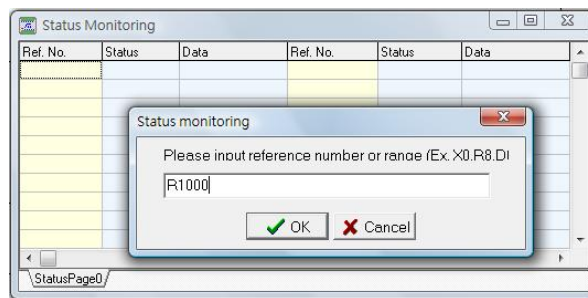 Status Monitoring
Ref. No. Status Data Ref. No. Status Data
Status monitoring
Please input reference number or range (Ex. X0.R8.DI
R1000
OK Cancel
StatusPage0